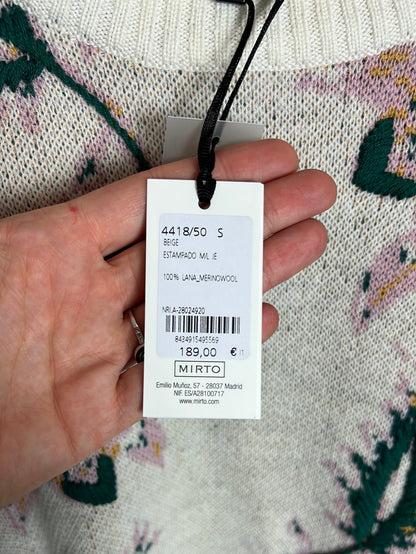 4418/50 S
BEIGE
ESTAMPADO M/L JE
100% LANA_MERINOWOOL
NRI.A-28024920
8434915495569
189,00 € IT
MIRTO
Emilio Muñoz, 57 - 28037 Madrid
NIF. ES/A28100717
www.mirto.com